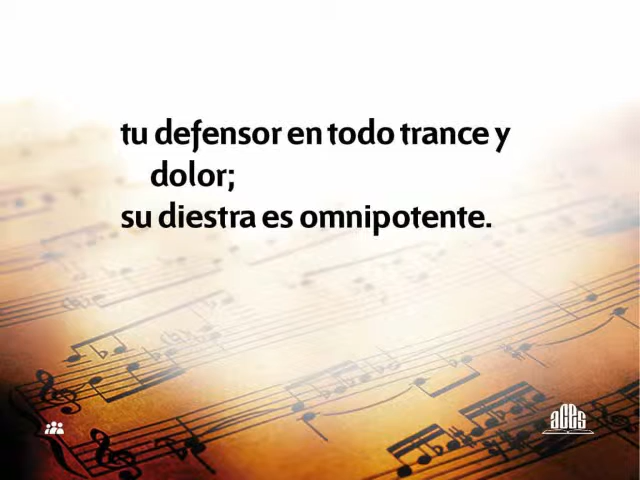 tu defensor en todo trance y
dolor;
su diestra es omnipotente.
aces